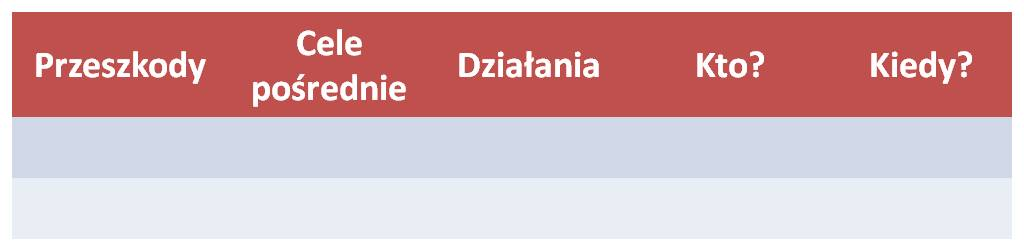 Przeszkody
Cele
pośrednie
Działania
Kto?
Kiedy?